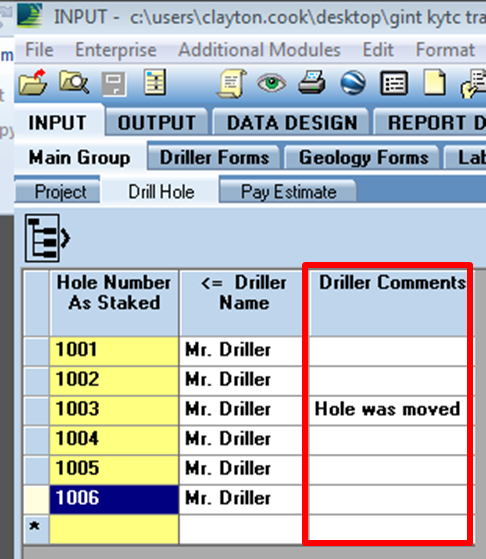 INPUT - c:\users\clayton.cook\desktop\gint kytc tra
File Enterprise Additional Modules Edit Format
INPUT OUTPUT DATA DESIGN REPORT D
Main Group Driller Forms Geology Forms Lab
Project Drill Hole Pay Estimate
Hole Number <= Driller Driller Comments
As Staked Name
1001 Mr. Driller
1002 Mr. Driller
1003 Mr. Driller Hole was moved
1004 Mr. Driller
1005 Mr. Driller
1006 Mr. Driller
*